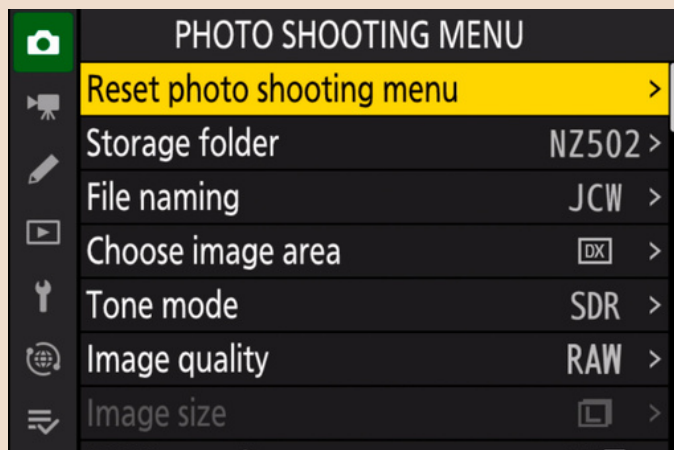 PHOTO SHOOTING MENU
Reset photo shooting menu >
Storage folder NZ502 >
File naming JCW >
Choose image area DX >
Tone mode SDR >
Image quality RAW >
Image size L >